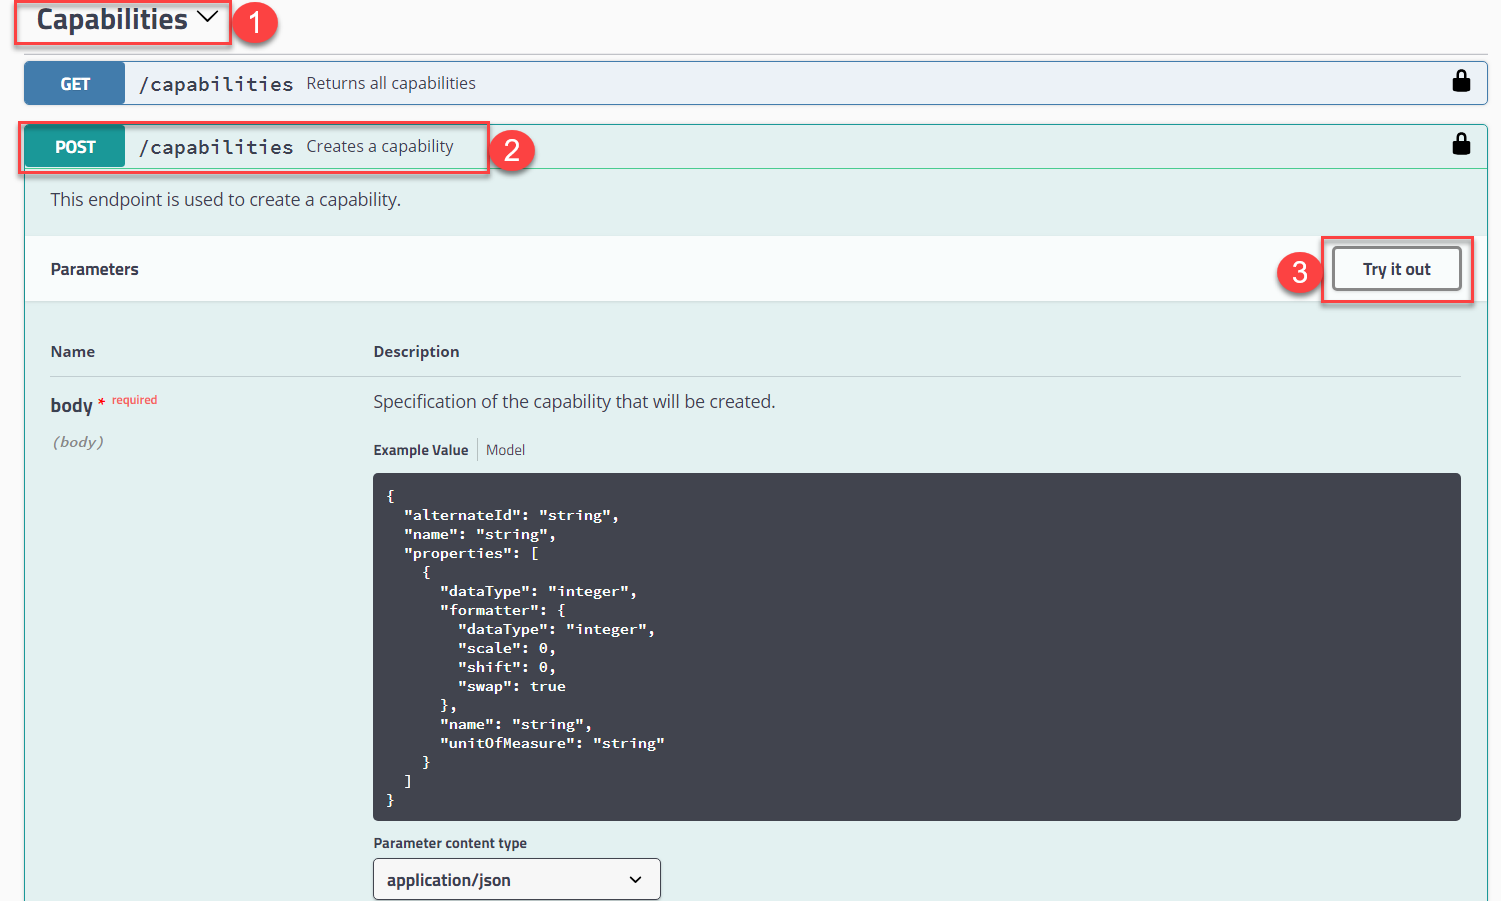 Capabilities 1
GET /capabilities Returns all capabilities
POST /capabilities Creates a capability 2
This endpoint is used to create a capability.
Parameters 3 Try it out
Name Description
body * required Specification of the capability that will be created.
(body)
Example Value Model
{
  "alternateId": "string",
  "name": "string",
  "properties": [
    {
      "dataType": "integer",
      "formatter": {
        "dataType": "integer",
        "scale": 0,
        "shift": 0,
        "swap": true
      },
      "name": "string",
      "unitOfMeasure": "string"
    }
  ]
}
Parameter content type
application/json